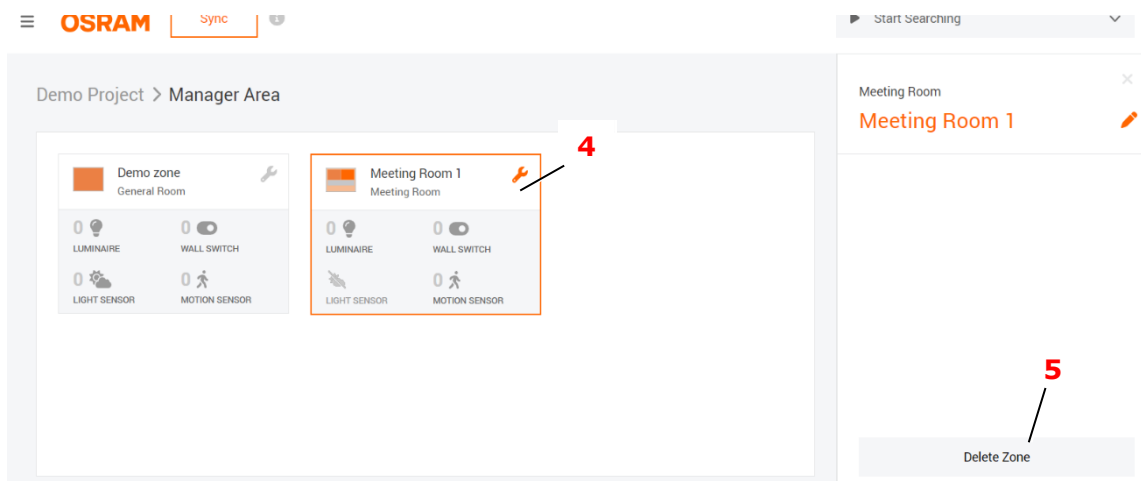 OSRAM
Sync
Start Searching
Demo Project > Manager Area
4
Demo zone
General Room
0
LUMINAIRE
0
WALL SWITCH
0
LIGHT SENSOR
0
MOTION SENSOR
Meeting Room 1
Meeting Room
0
LUMINAIRE
0
WALL SWITCH
LIGHT SENSOR
0
MOTION SENSOR
Meeting Room
Meeting Room 1
5
Delete Zone